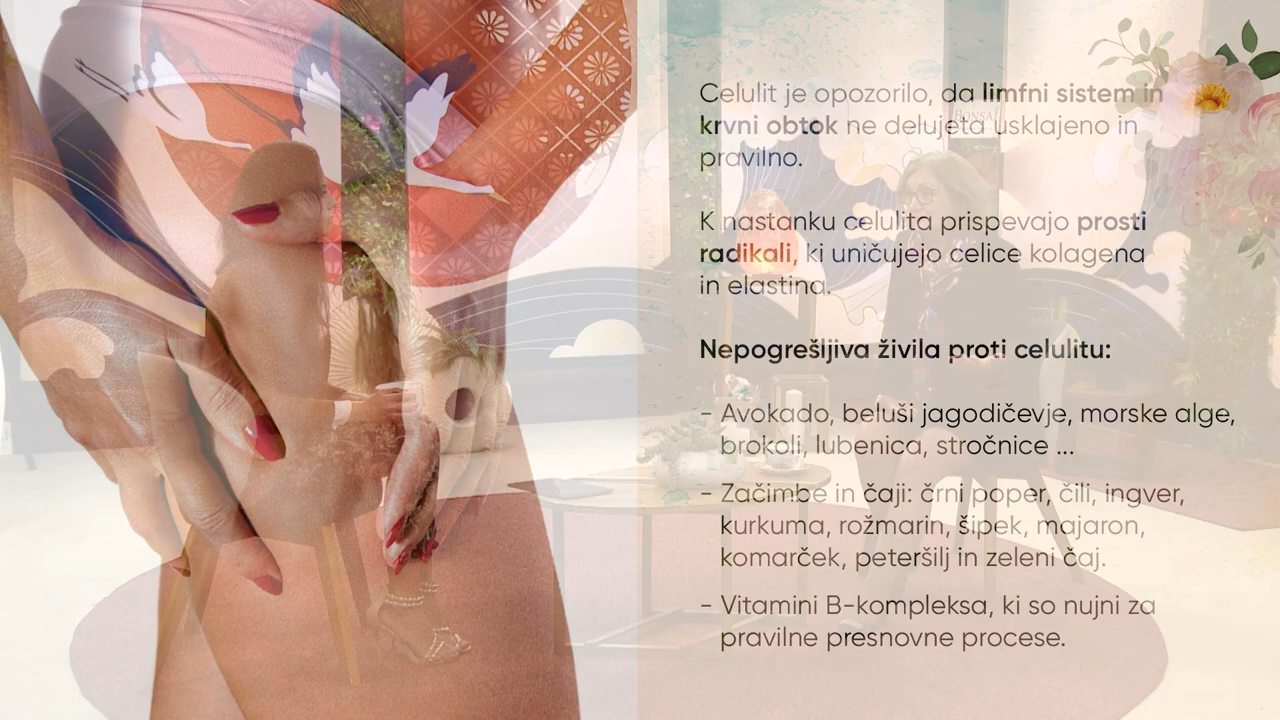 Celulit je opozorilo, da limfni sistem in
krvni obtok ne delujeta usklajeno in
pravilno.
K nastanku celulita prispevajo prosti
radikali, ki uničujejo celice kolagena
in elastina.
Nepogrešljiva živila proti celulitu:
- Avokado, beluši jagodičevje, morske alge,
brokoli, lubenica, stročnice ...
- Začimbe in čaji: črni poper, čili, ingver,
kurkuma, rožmarin, šipek, majaron,
komarček, peteršilj in zeleni čaj.
- Vitamini B-kompleksa, ki so nujni za
pravilne presnovne procese.